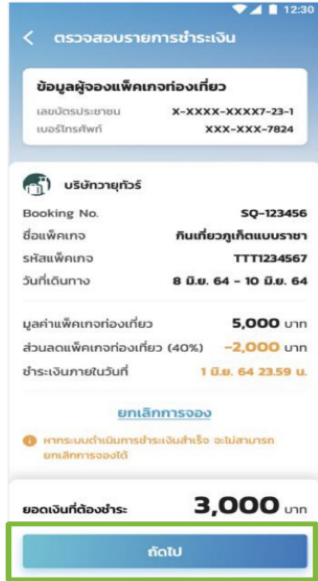 12:30
ตรวจสอบรายการชำระเงิน
ข้อมูลผู้จองแพ็คเกจท่องเที่ยว
เลขบัตรประชาชน X-XXXX-XXXX7-23-1
เบอร์โทรศัพท์ XXX-XXX-7824
บริษัทวายุทัวร์
Booking No. SQ-123456
ชื่อแพ็คเกจ กินเที่ยวภูเก็ตแบบราชา
รหัสแพ็คเกจ TTT1234567
วันที่เดินทาง 8 มิ.ย. 64 - 10 มิ.ย. 64
มูลค่าแพ็คเกจท่องเที่ยว 5,000 บาท
ส่วนลดแพ็คเกจท่องเที่ยว (40%) -2,000 บาท
ชำระเงินภายในวันที่ 1 มิ.ย. 64 23.59 น.
ยกเลิกการจอง
หากระบบดำเนินการชำระเงินสำเร็จ จะไม่สามารถ
ยกเลิกการจองได้
ยอดเงินที่ต้องชำระ 3,000 บาท
ถัดไป